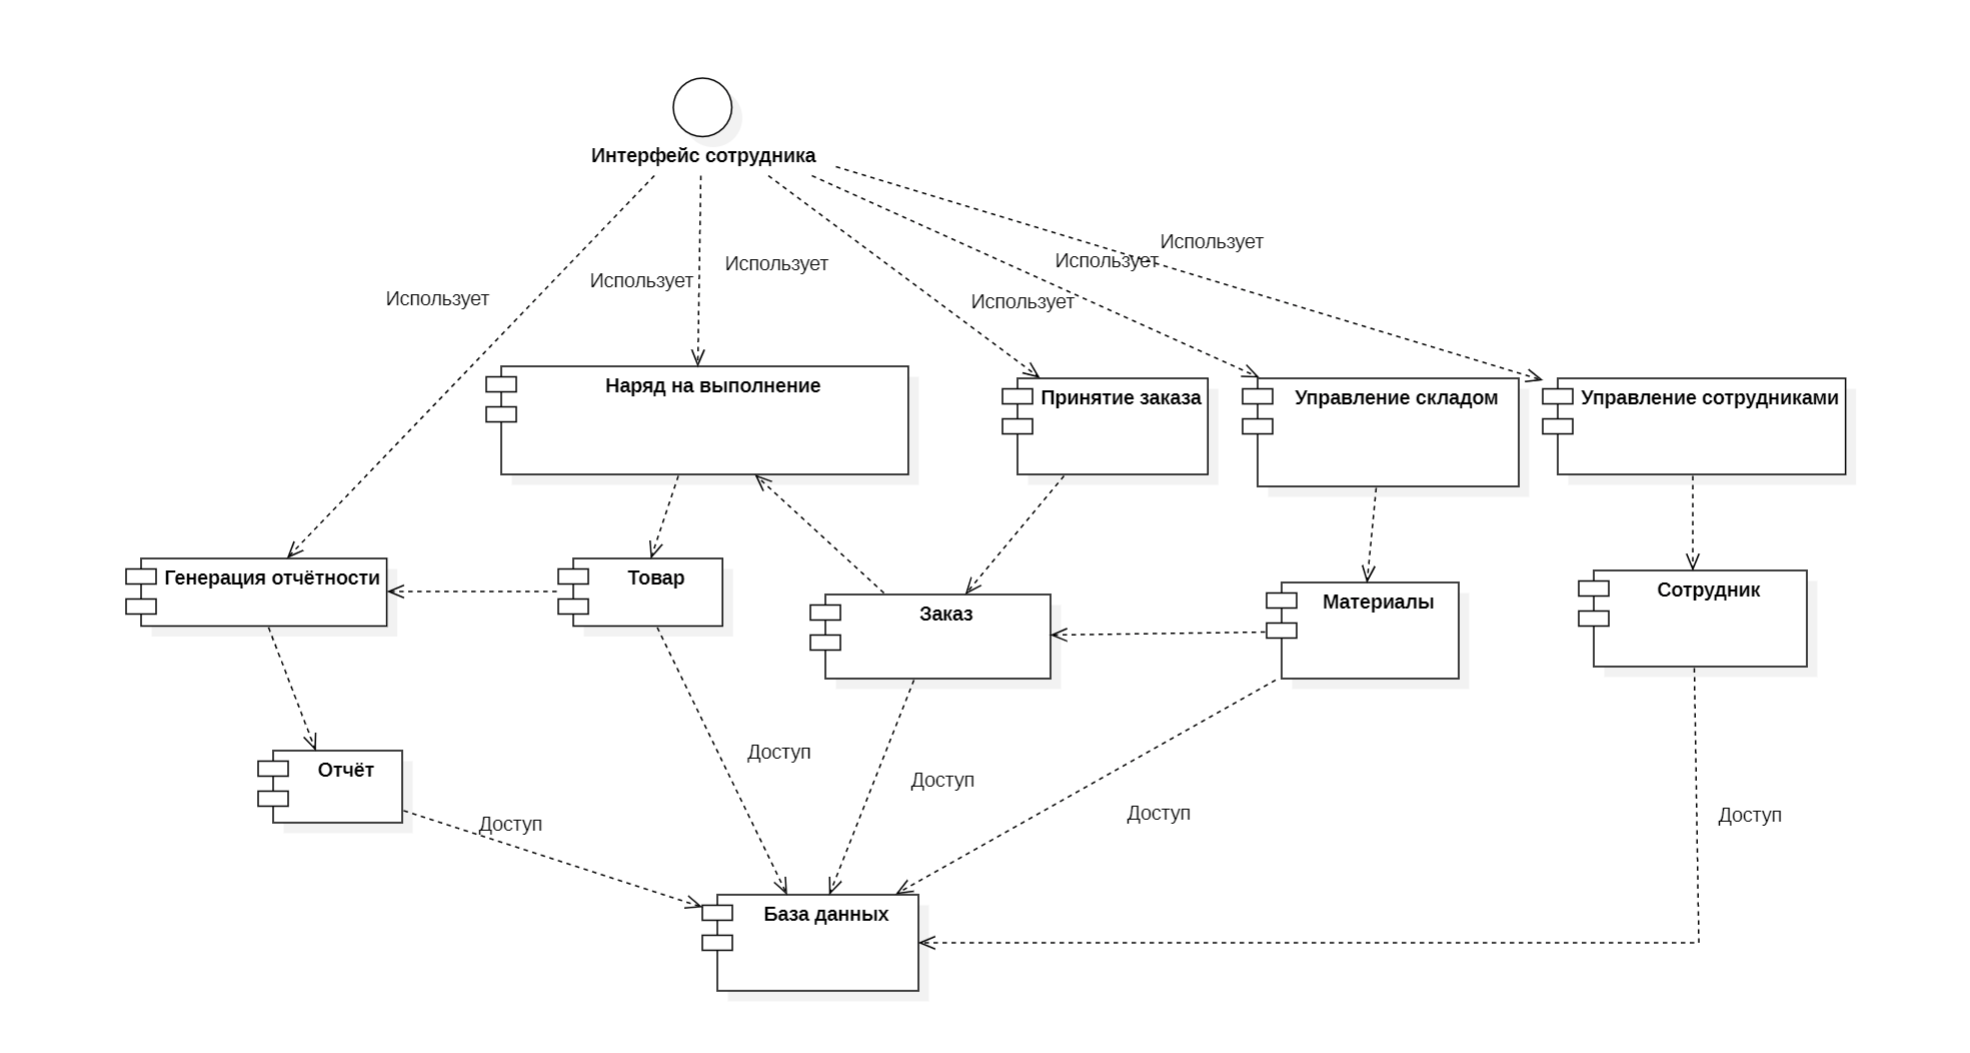 Интерфейс сотрудника
Использует
Использует
Использует
Использует
Использует
Использует
Наряд на выполнение
Принятие заказа
Управление складом
Управление сотрудниками
Генерация отчётности
Товар
Заказ
Материалы
Сотрудник
Отчёт
Доступ
Доступ
Доступ
Доступ
Доступ
База данных